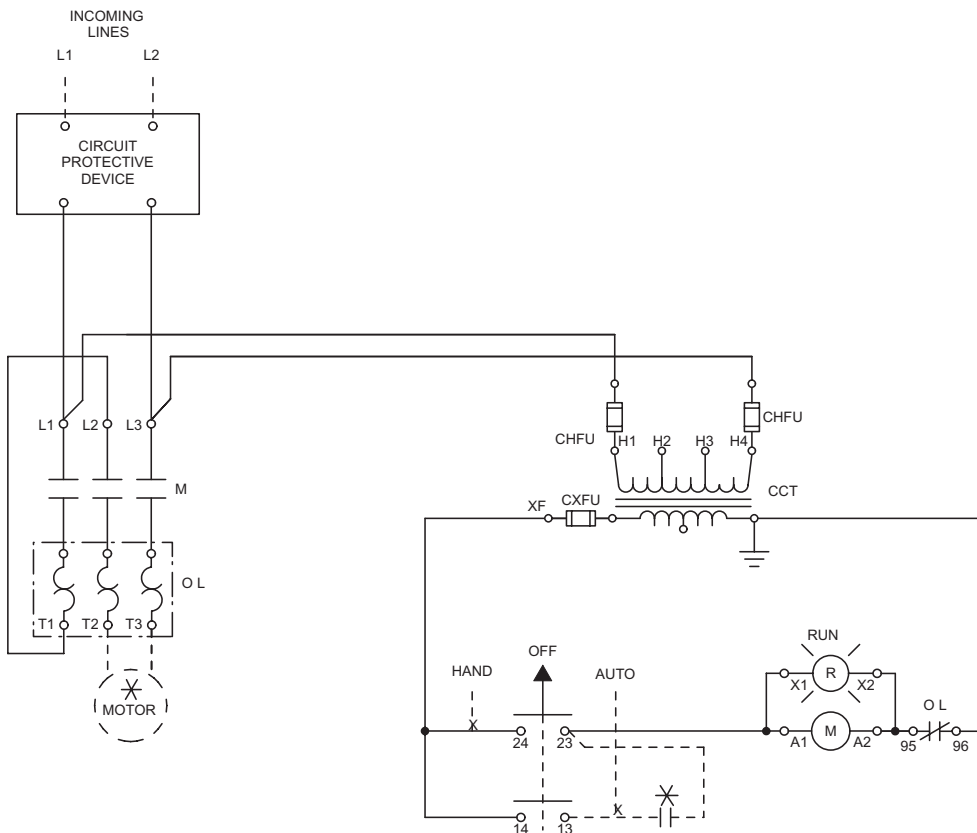 INCOMING
LINES
L1 L2
CIRCUIT
PROTECTIVE
DEVICE
L1 L2 L3
CHFU H1 H2 H3 H4 CHFU
M
CCT
XF CXFU
O L
T1 T2 T3
MOTOR
HAND OFF AUTO RUN
X1 R X2
O L
X
24 23 A1 M A2 95 96
X
14 13